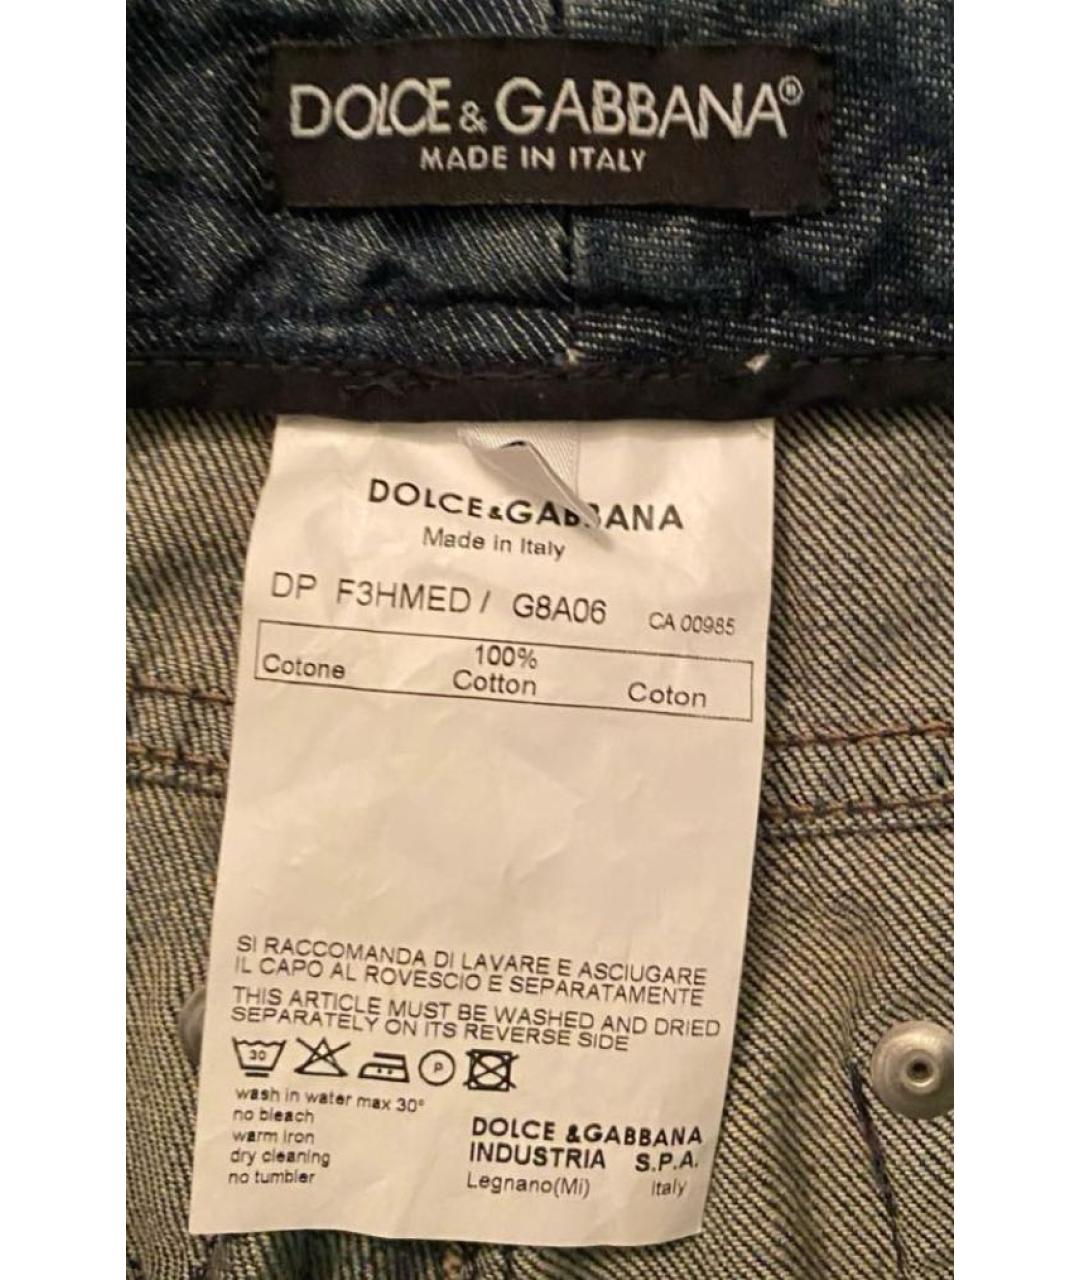 DOLCE & GABBANA®
MADE IN ITALY
DOLCE&GABBANA
Made in Italy
DP F3HMED / G8A06 CA 00985
100%
Cotone Cotton Coton
SI RACCOMANDA DI LAVARE E ASCIUGARE
IL CAPO AL ROVESCIO E SEPARATAMENTE
THIS ARTICLE MUST BE WASHED AND DRIED
SEPARATELY ON ITS REVERSE SIDE
30 P
wash in water max 30°
no bleach
warm iron
dry cleaning
no tumbler
DOLCE &GABBANA
INDUSTRIA S.P.A.
Legnano(Mi) Italy